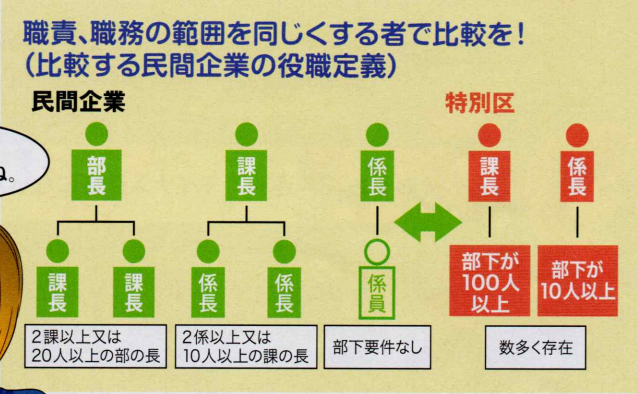 職責、職務の範囲を同じくする者で比較を！
（比較する民間企業の役職定義）
民間企業
特別区
ね。
部長
課長
係長
課長
係長
課長
課長
係長
係長
係員
部下が
100人
以上
部下が
10人以上
2課以上又は
20人以上の部の長
2係以上又は
10人以上の課の長
部下要件なし
数多く存在